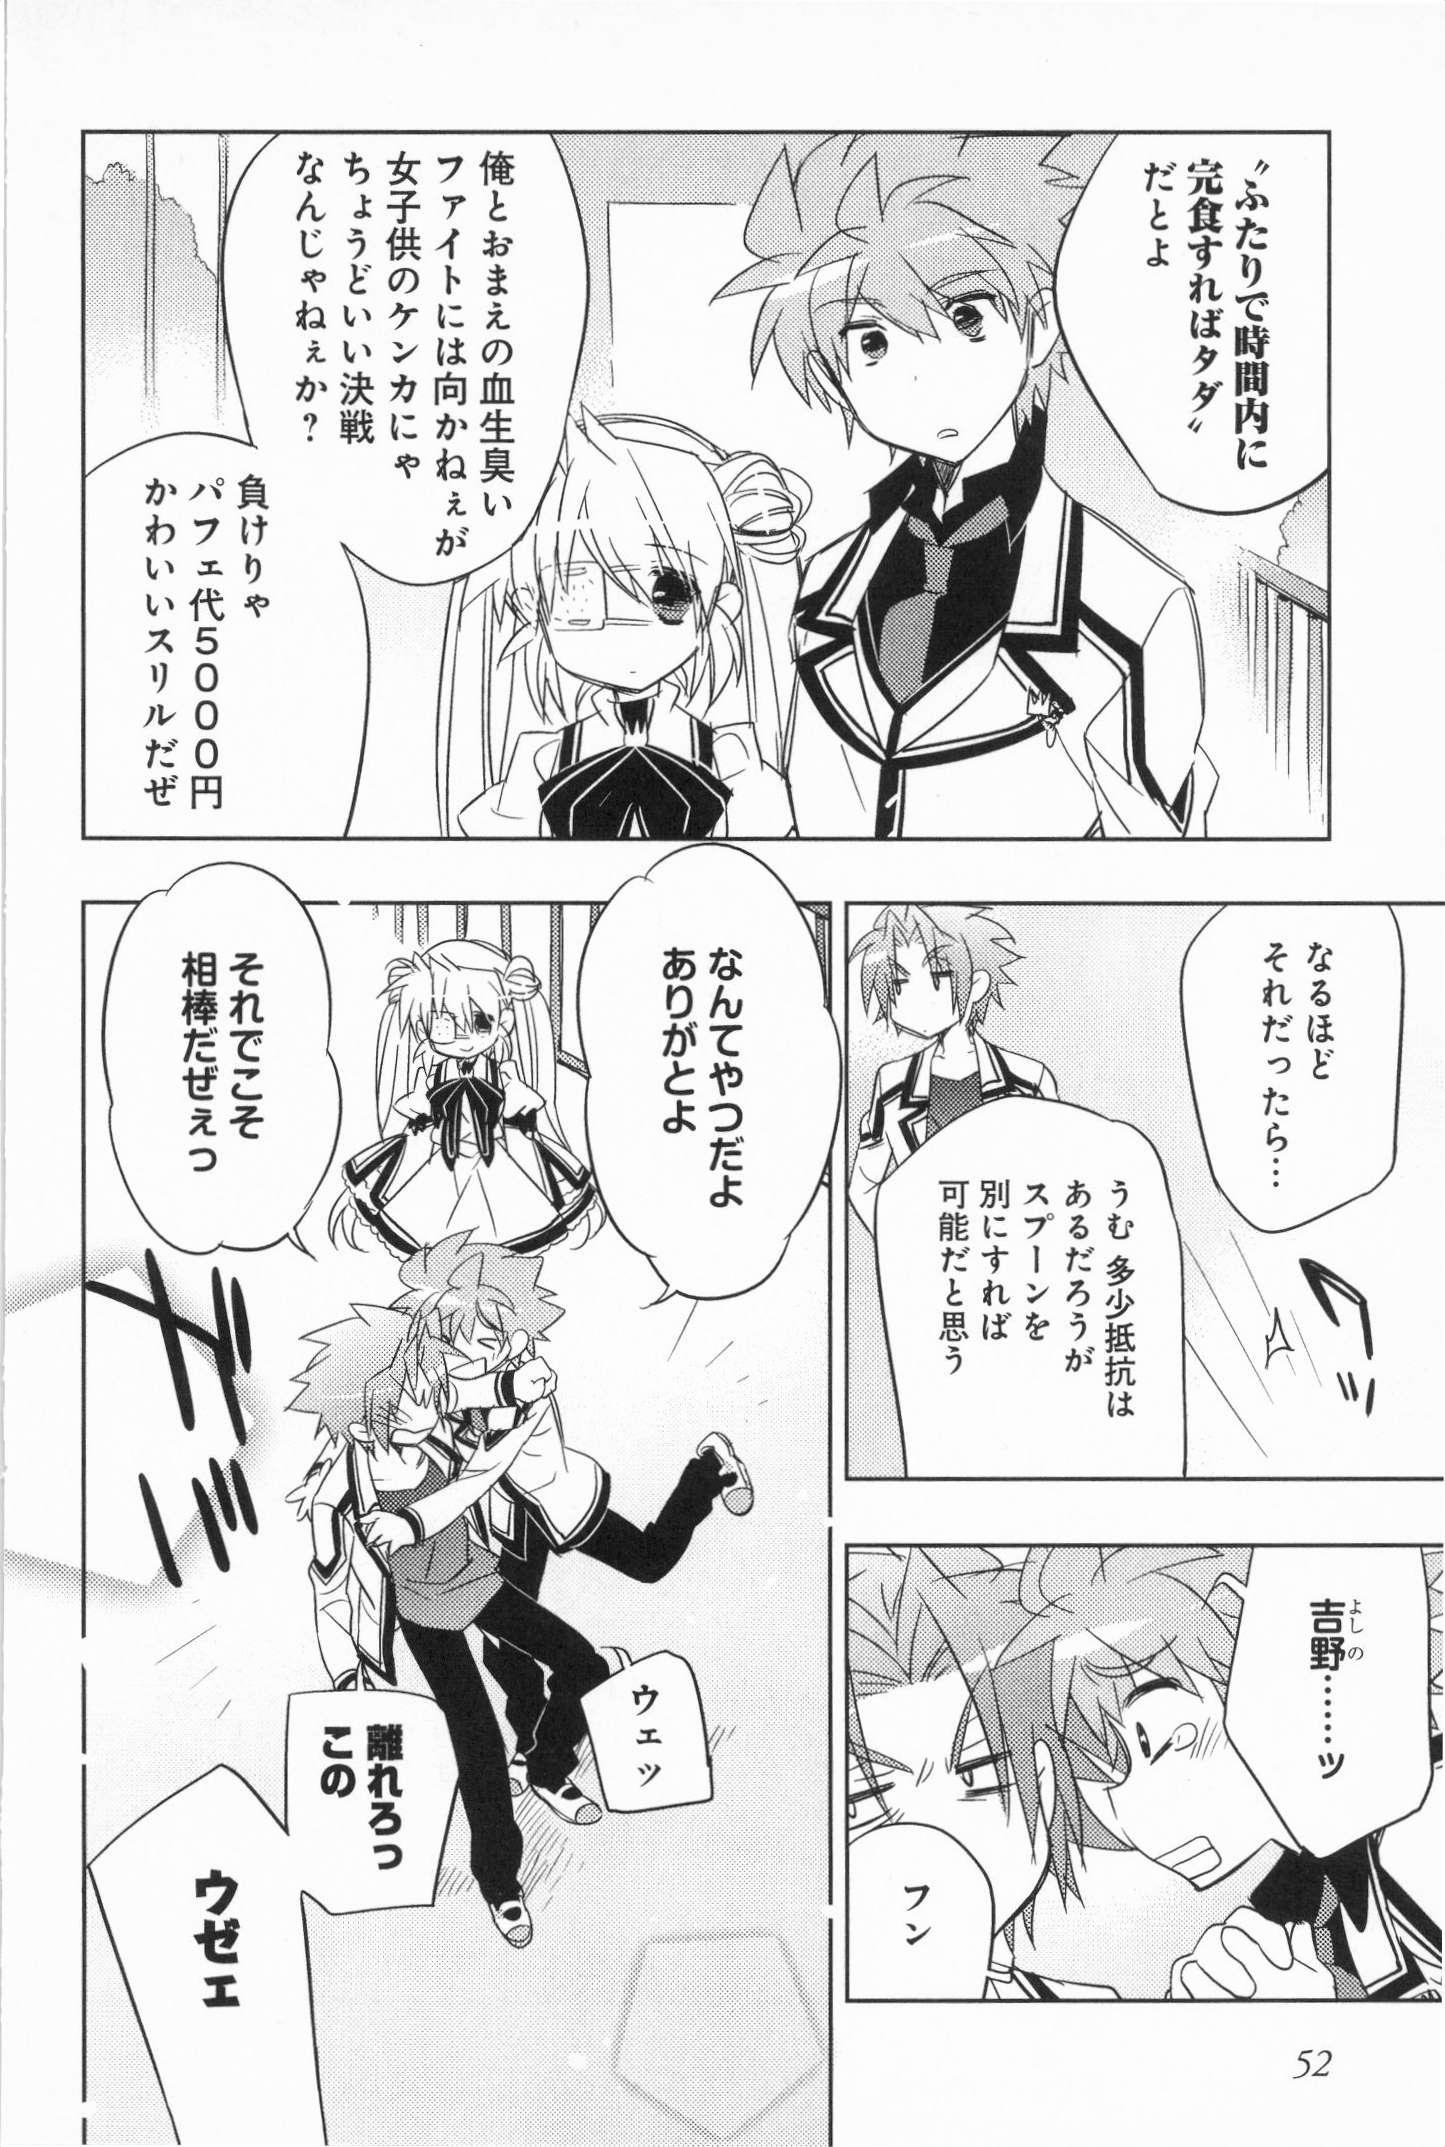 〝ふたりで時間内に
完食すればタダ〟
だとよ
俺とおまえの血生臭い
ファイトには向かねぇが
女子供のケンカにゃ
ちょうどいい決戦
なんじゃねぇか?
負けりゃ
パフェ代5000円
かわいいスリルだぜ
なるほど
それだったら…
うむ 多少抵抗は
あるだろうが
スプーンを
別にすれば
可能だと思う
吉野……ッ
よしの
フン
なんてやつだよ
ありがとよ
それでこそ
相棒だぜぇっ
ウェッ
離れろっ
この
ウゼェ
52